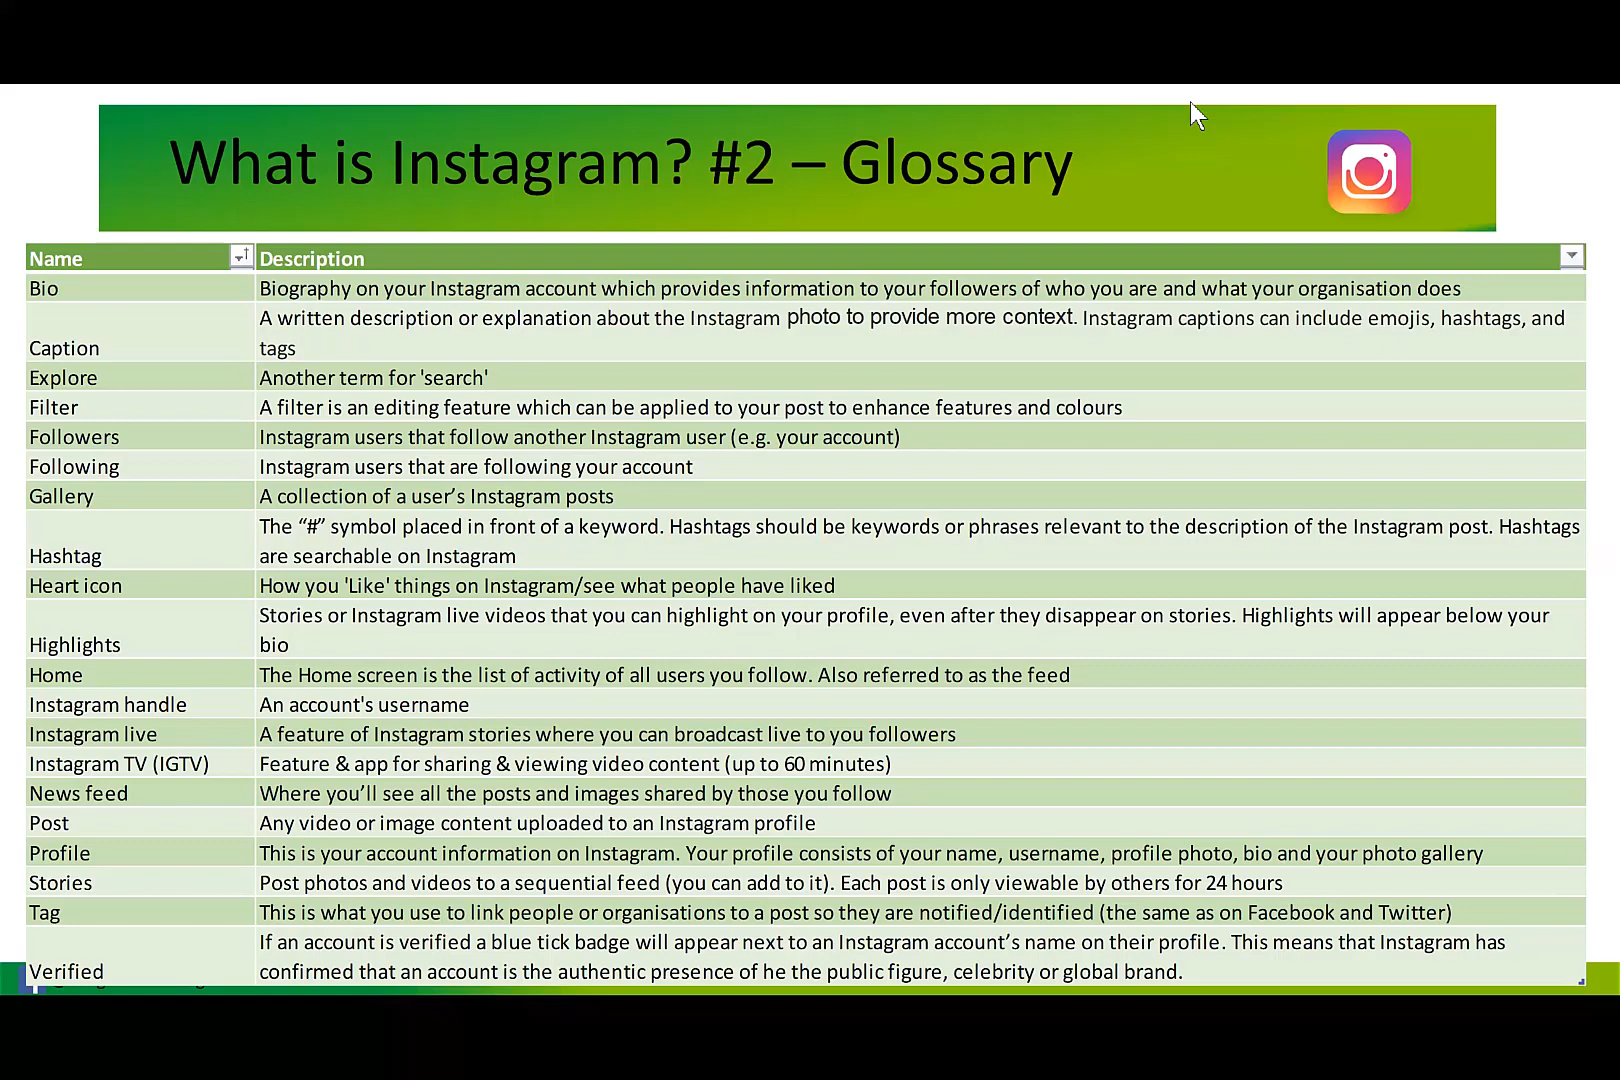 What is Instagram? #2 – Glossary
Name Description
Bio Biography on your Instagram account which provides information to your followers of who you are and what your organisation does
A written description or explanation about the Instagram photo to provide more context. Instagram captions can include emojis, hashtags, and
Caption tags
Explore Another term for 'search'
Filter A filter is an editing feature which can be applied to your post to enhance features and colours
Followers Instagram users that follow another Instagram user (e.g. your account)
Following Instagram users that are following your account
Gallery A collection of a user’s Instagram posts
The “#” symbol placed in front of a keyword. Hashtags should be keywords or phrases relevant to the description of the Instagram post. Hashtags
Hashtag are searchable on Instagram
Heart icon How you 'Like' things on Instagram/see what people have liked
Stories or Instagram live videos that you can highlight on your profile, even after they disappear on stories. Highlights will appear below your
Highlights bio
Home The Home screen is the list of activity of all users you follow. Also referred to as the feed
Instagram handle An account's username
Instagram live A feature of Instagram stories where you can broadcast live to you followers
Instagram TV (IGTV) Feature & app for sharing & viewing video content (up to 60 minutes)
News feed Where you’ll see all the posts and images shared by those you follow
Post Any video or image content uploaded to an Instagram profile
Profile This is your account information on Instagram. Your profile consists of your name, username, profile photo, bio and your photo gallery
Stories Post photos and videos to a sequential feed (you can add to it). Each post is only viewable by others for 24 hours
Tag This is what you use to link people or organisations to a post so they are notified/identified (the same as on Facebook and Twitter)
If an account is verified a blue tick badge will appear next to an Instagram account’s name on their profile. This means that Instagram has
Verified confirmed that an account is the authentic presence of he the public figure, celebrity or global brand.